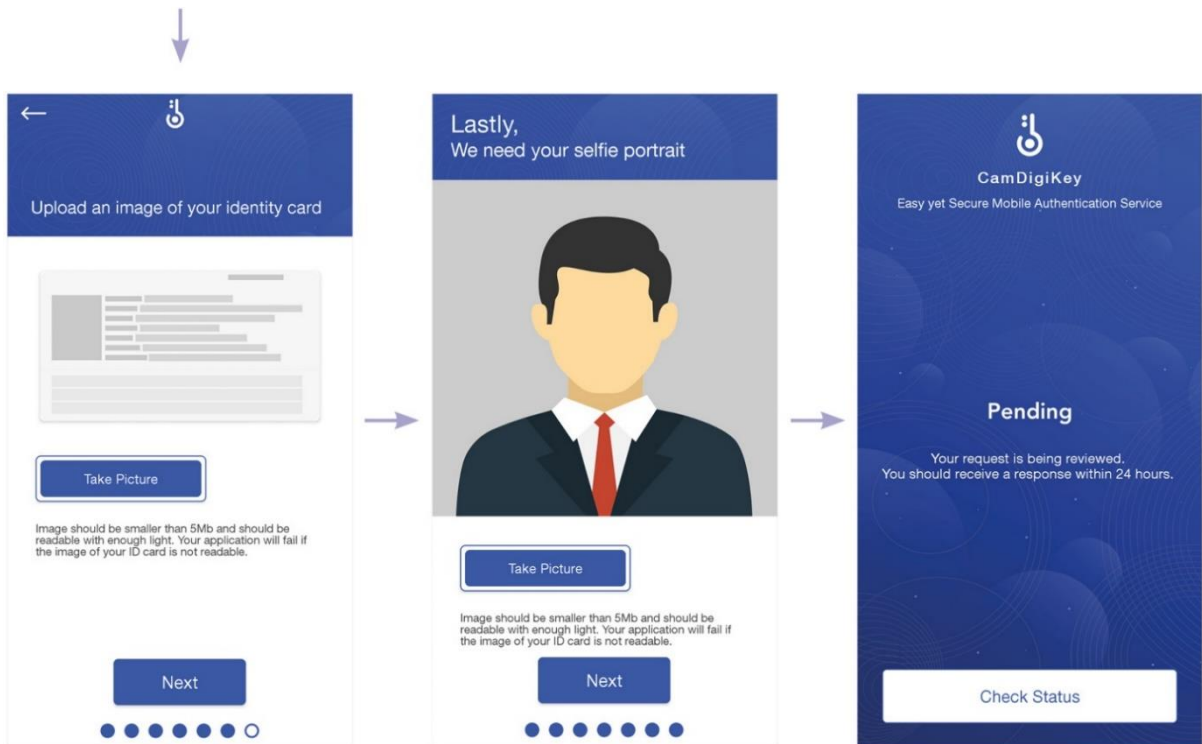 Upload an image of your identity card
Take Picture
Image should be smaller than 5Mb and should be
readable with enough light. Your application will fail if
the image of your ID card is not readable.
Next
Lastly,
We need your selfie portrait
Take Picture
Image should be smaller than 5Mb and should be
readable with enough light. Your application will fail if
the image of your ID card is not readable.
Next
CamDigiKey
Easy yet Secure Mobile Authentication Service
Pending
Your request is being reviewed.
You should receive a response within 24 hours.
Check Status